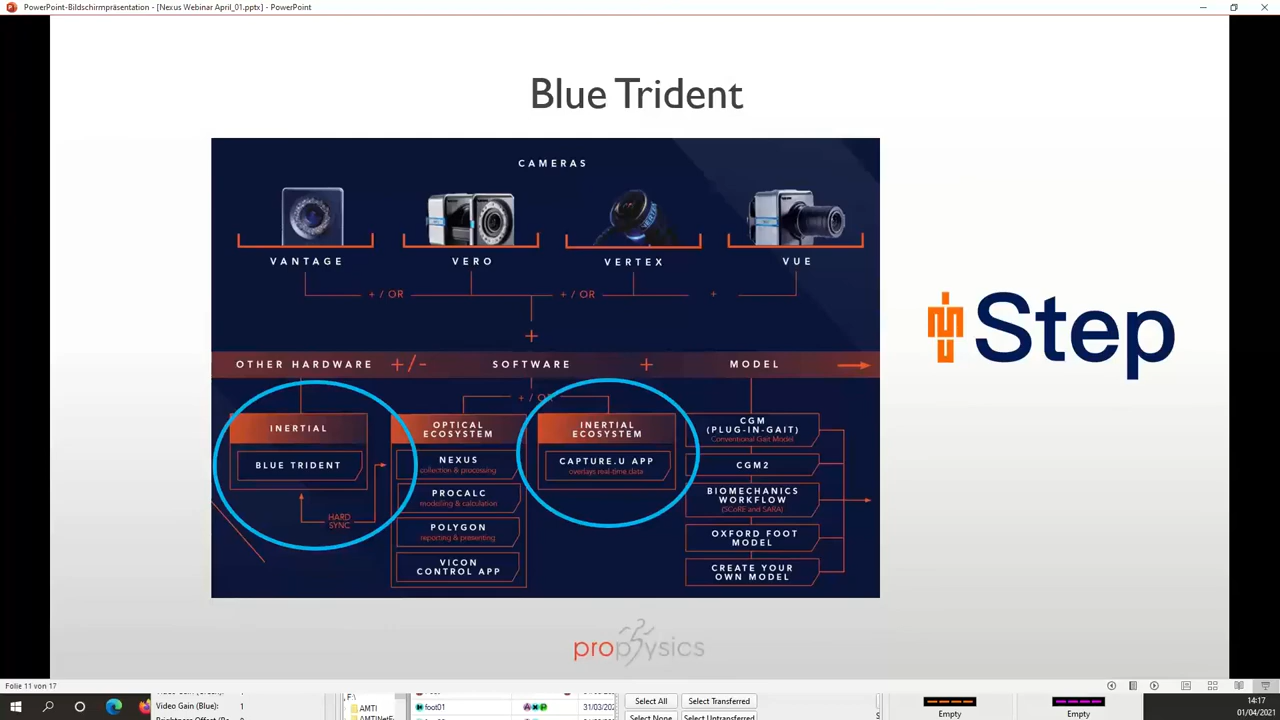 PowerPoint-Bildschirmpräsentation - [Nexus Webinar April_01.pptx] - PowerPoint
Blue Trident
CAMERAS
VANTAGE
VERO
VERTEX
VUE
+ / OR
+ / OR
+
+
OTHER HARDWARE
+/-
SOFTWARE
+
MODEL
+ / OR
INERTIAL
BLUE TRIDENT
HARD
SYNC
OPTICAL
ECOSYSTEM
NEXUS
collection & processing
PROCALC
modelling & calculation
POLYGON
reporting & presenting
VICON
CONTROL APP
INERTIAL
ECOSYSTEM
CAPTURE.U APP
overlays real-time data
CGM
(PLUG-IN-GAIT)
Conventional Gait Model
CGM2
BIOMECHANICS
WORKFLOW
(SCoRE and SARA)
OXFORD FOOT
MODEL
CREATE YOUR
OWN MODEL
Step
prophysics
Folie 11 von 17
Video Gain (Blue): 1
F:\
AMTI
foot01
31/03/202
Select All
Select Transferred
Select None
Select Untransferred
Empty
Empty
14:17
01/04/2021